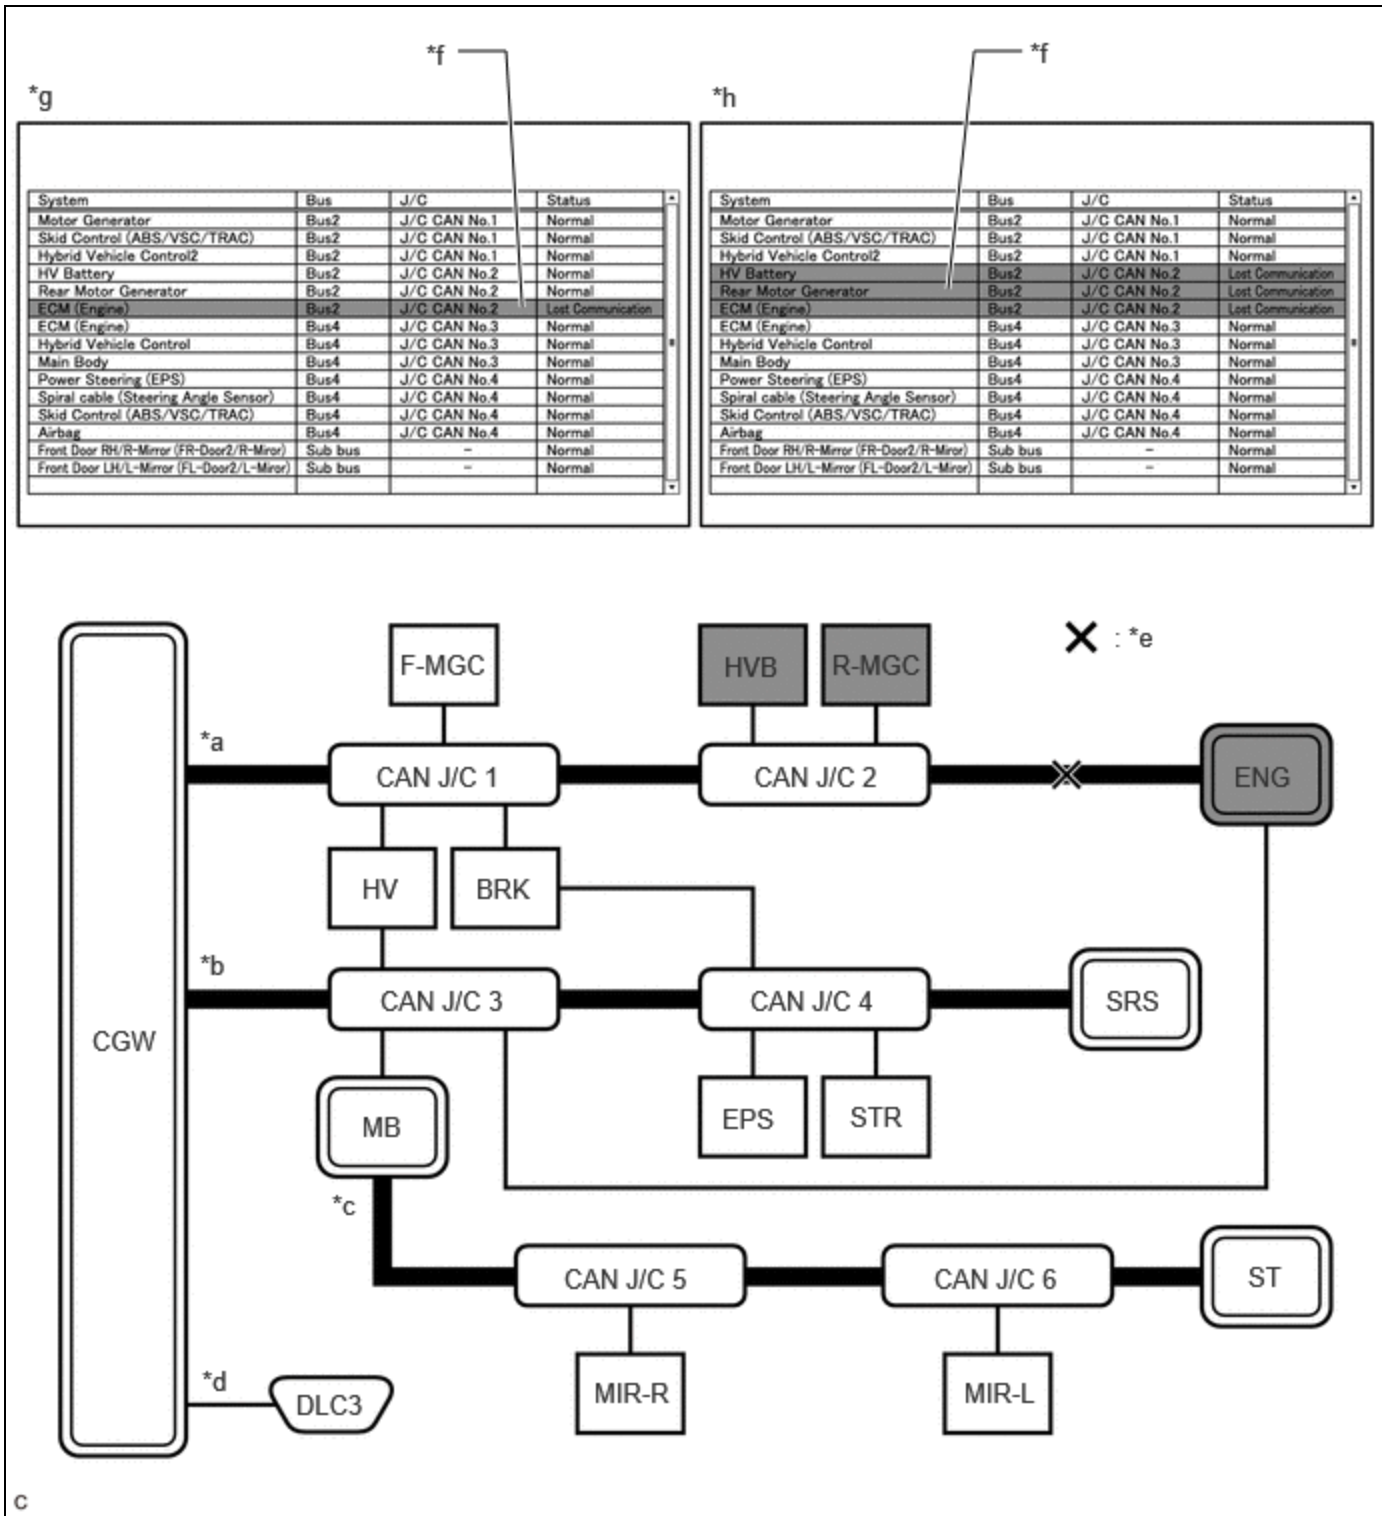 *f
*f
*g
*h
System Bus J/C Status
Motor Generator Bus2 J/C CAN No.1 Normal
Skid Control (ABS/VSC/TRAC) Bus2 J/C CAN No.1 Normal
Hybrid Vehicle Control2 Bus2 J/C CAN No.1 Normal
HV Battery Bus2 J/C CAN No.2 Normal
Rear Motor Generator Bus2 J/C CAN No.2 Normal
ECM (Engine) Bus2 J/C CAN No.2 Lost Communication
ECM (Engine) Bus4 J/C CAN No.3 Normal
Hybrid Vehicle Control Bus4 J/C CAN No.3 Normal
Main Body Bus4 J/C CAN No.3 Normal
Power Steering (EPS) Bus4 J/C CAN No.4 Normal
Spiral cable (Steering Angle Sensor) Bus4 J/C CAN No.4 Normal
Skid Control (ABS/VSC/TRAC) Bus4 J/C CAN No.4 Normal
Airbag Bus4 J/C CAN No.4 Normal
Front Door RH/R-Mirror (FR-Door2/R-Miror) Sub bus - Normal
Front Door LH/L-Mirror (FL-Door2/L-Miror) Sub bus - Normal
System Bus J/C Status
Motor Generator Bus2 J/C CAN No.1 Normal
Skid Control (ABS/VSC/TRAC) Bus2 J/C CAN No.1 Normal
Hybrid Vehicle Control2 Bus2 J/C CAN No.1 Normal
HV Battery Bus2 J/C CAN No.2 Lost Communication
Rear Motor Generator Bus2 J/C CAN No.2 Lost Communication
ECM (Engine) Bus2 J/C CAN No.2 Lost Communication
ECM (Engine) Bus4 J/C CAN No.3 Normal
Hybrid Vehicle Control Bus4 J/C CAN No.3 Normal
Main Body Bus4 J/C CAN No.3 Normal
Power Steering (EPS) Bus4 J/C CAN No.4 Normal
Spiral cable (Steering Angle Sensor) Bus4 J/C CAN No.4 Normal
Skid Control (ABS/VSC/TRAC) Bus4 J/C CAN No.4 Normal
Airbag Bus4 J/C CAN No.4 Normal
Front Door RH/R-Mirror (FR-Door2/R-Miror) Sub bus - Normal
Front Door LH/L-Mirror (FL-Door2/L-Miror) Sub bus - Normal
: *e
F-MGC
HVB
R-MGC
*a
CAN J/C 1
CAN J/C 2
ENG
HV
BRK
*b
CAN J/C 3
CAN J/C 4
SRS
CGW
MB
EPS
STR
*c
CAN J/C 5
CAN J/C 6
ST
*d
DLC3
MIR-R
MIR-L
c